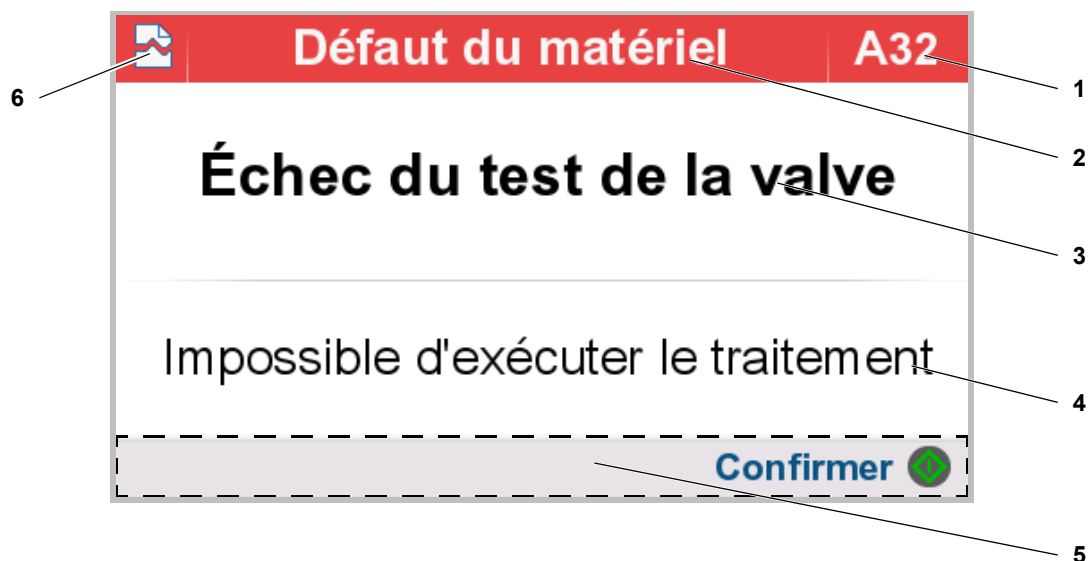 Défaut du matériel A32
1
6
2
Échec du test de la valve
3
Impossible d'exécuter le traitement
4
Confirmer
5